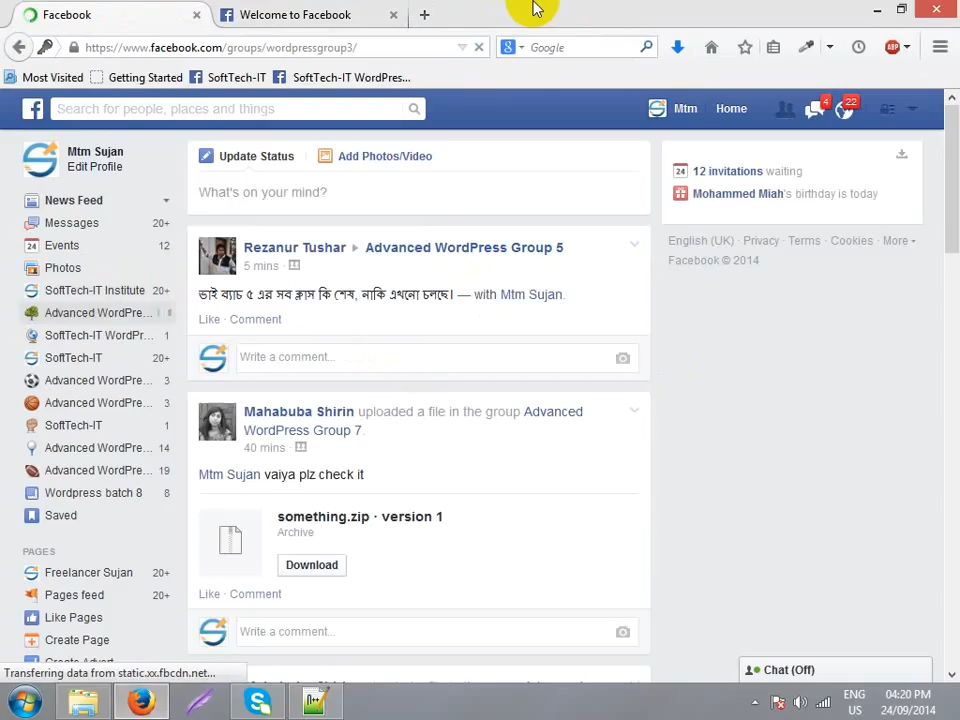 Facebook
Welcome to Facebook
https://www.facebook.com/groups/wordpressgroup3/
Google
Most Visited
Getting Started
SoftTech-IT
SoftTech-IT WordPres...
Search for people, places and things
Mtm
Home
4
22
Mtm Sujan
Edit Profile
News Feed
Messages 20+
Events 12
Photos
SoftTech-IT Institute 20+
Advanced WordPre...
SoftTech-IT WordPr... 1
SoftTech-IT 20+
Advanced WordPre... 3
Advanced WordPre... 3
SoftTech-IT 1
Advanced WordPre... 14
Advanced WordPre... 19
Wordpress batch 8 8
Saved
PAGES
Freelancer Sujan 20+
Pages feed 20+
Like Pages
Create Page
Create Advert
Update Status
Add Photos/Video
What's on your mind?
Rezanur Tushar ▸ Advanced WordPress Group 5
5 mins ·
ভাই ব্যাচ ৫ এর সব ক্লাস কি শেষ, নাকি এখনো চলছে। — with Mtm Sujan.
Like · Comment
Write a comment...
Mahabuba Shirin uploaded a file in the group Advanced
WordPress Group 7.
40 mins ·
Mtm Sujan vaiya plz check it
something.zip · version 1
Archive
Download
Like · Comment
Write a comment...
24 12 invitations waiting
Mohammed Miah's birthday is today
English (UK) · Privacy · Terms · Cookies · More
Facebook © 2014
Chat (Off)
Transferring data from static.xx.fbcdn.net...
ENG
US
04:20 PM
24/09/2014